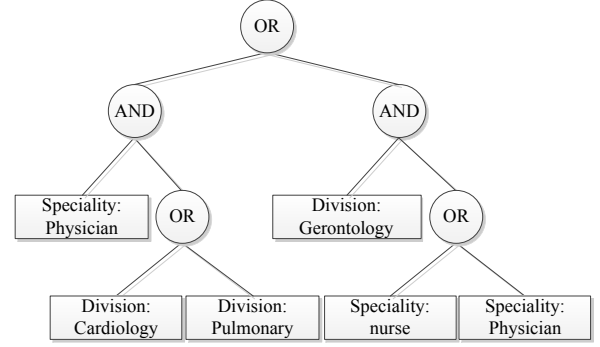 OR
AND
AND
Speciality:
Physician
OR
Division:
Gerontology
OR
Division:
Cardiology
Division:
Pulmonary
Speciality:
nurse
Speciality:
Physician